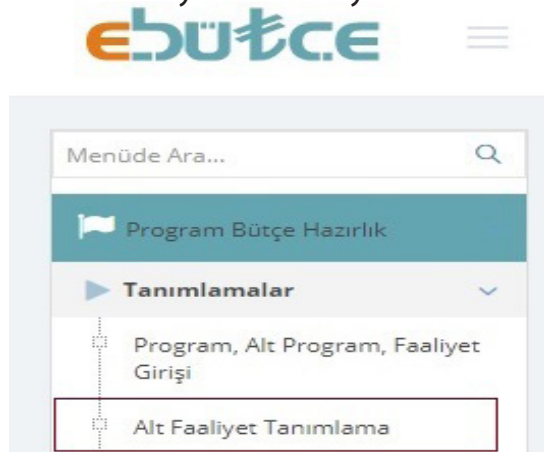 ebütçe
Menüde Ara...
Program Bütçe Hazırlık
Tanımlamalar
Program, Alt Program, Faaliyet
Girişi
Alt Faaliyet Tanımlama